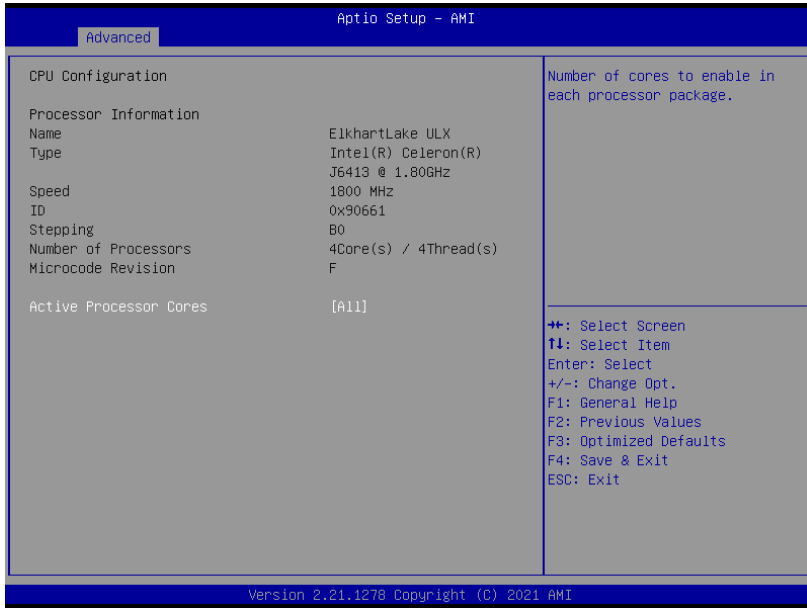 Aptio Setup – AMI
Advanced
CPU Configuration
Processor Information
Name ElkhartLake ULX
Type Intel(R) Celeron(R)
J6413 @ 1.80GHz
Speed 1800 MHz
ID 0x90661
Stepping B0
Number of Processors 4Core(s) / 4Thread(s)
Microcode Revision F
Active Processor Cores [All]
Number of cores to enable in
each processor package.
→←: Select Screen
↑↓: Select Item
Enter: Select
+/-: Change Opt.
F1: General Help
F2: Previous Values
F3: Optimized Defaults
F4: Save & Exit
ESC: Exit
Version 2.21.1278 Copyright (C) 2021 AMI